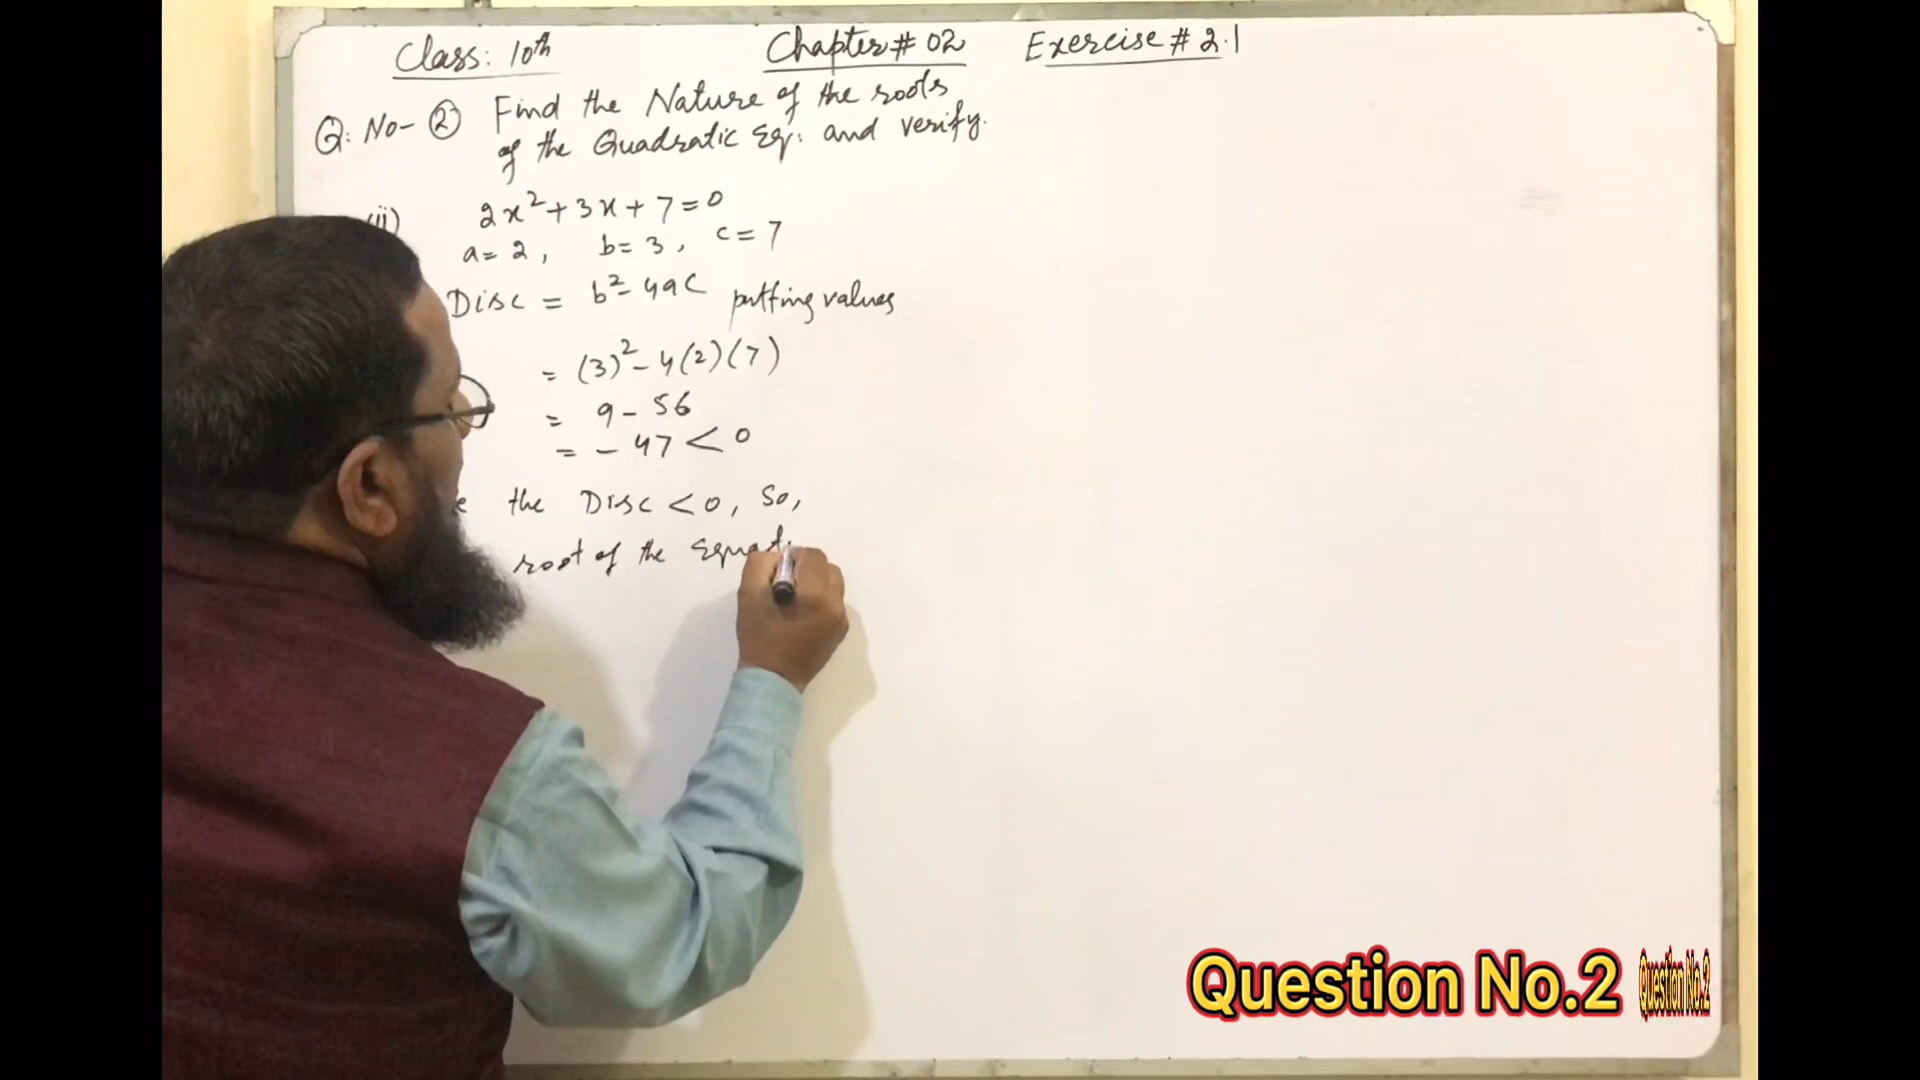 Class: 10th Chapter # 02 Exercise # 2.1
Q: No- ② Find the Nature of the roots
of the Quadratic Eq: and verify.
(ii) 2x²+3x+7=0
a=2, b=3, c=7
Disc = b²-4ac putting values
= (3)²-4(2)(7)
= 9-56
= -47<0
the Disc <0, So,
root of the Equati
Question No.2 Question No.2